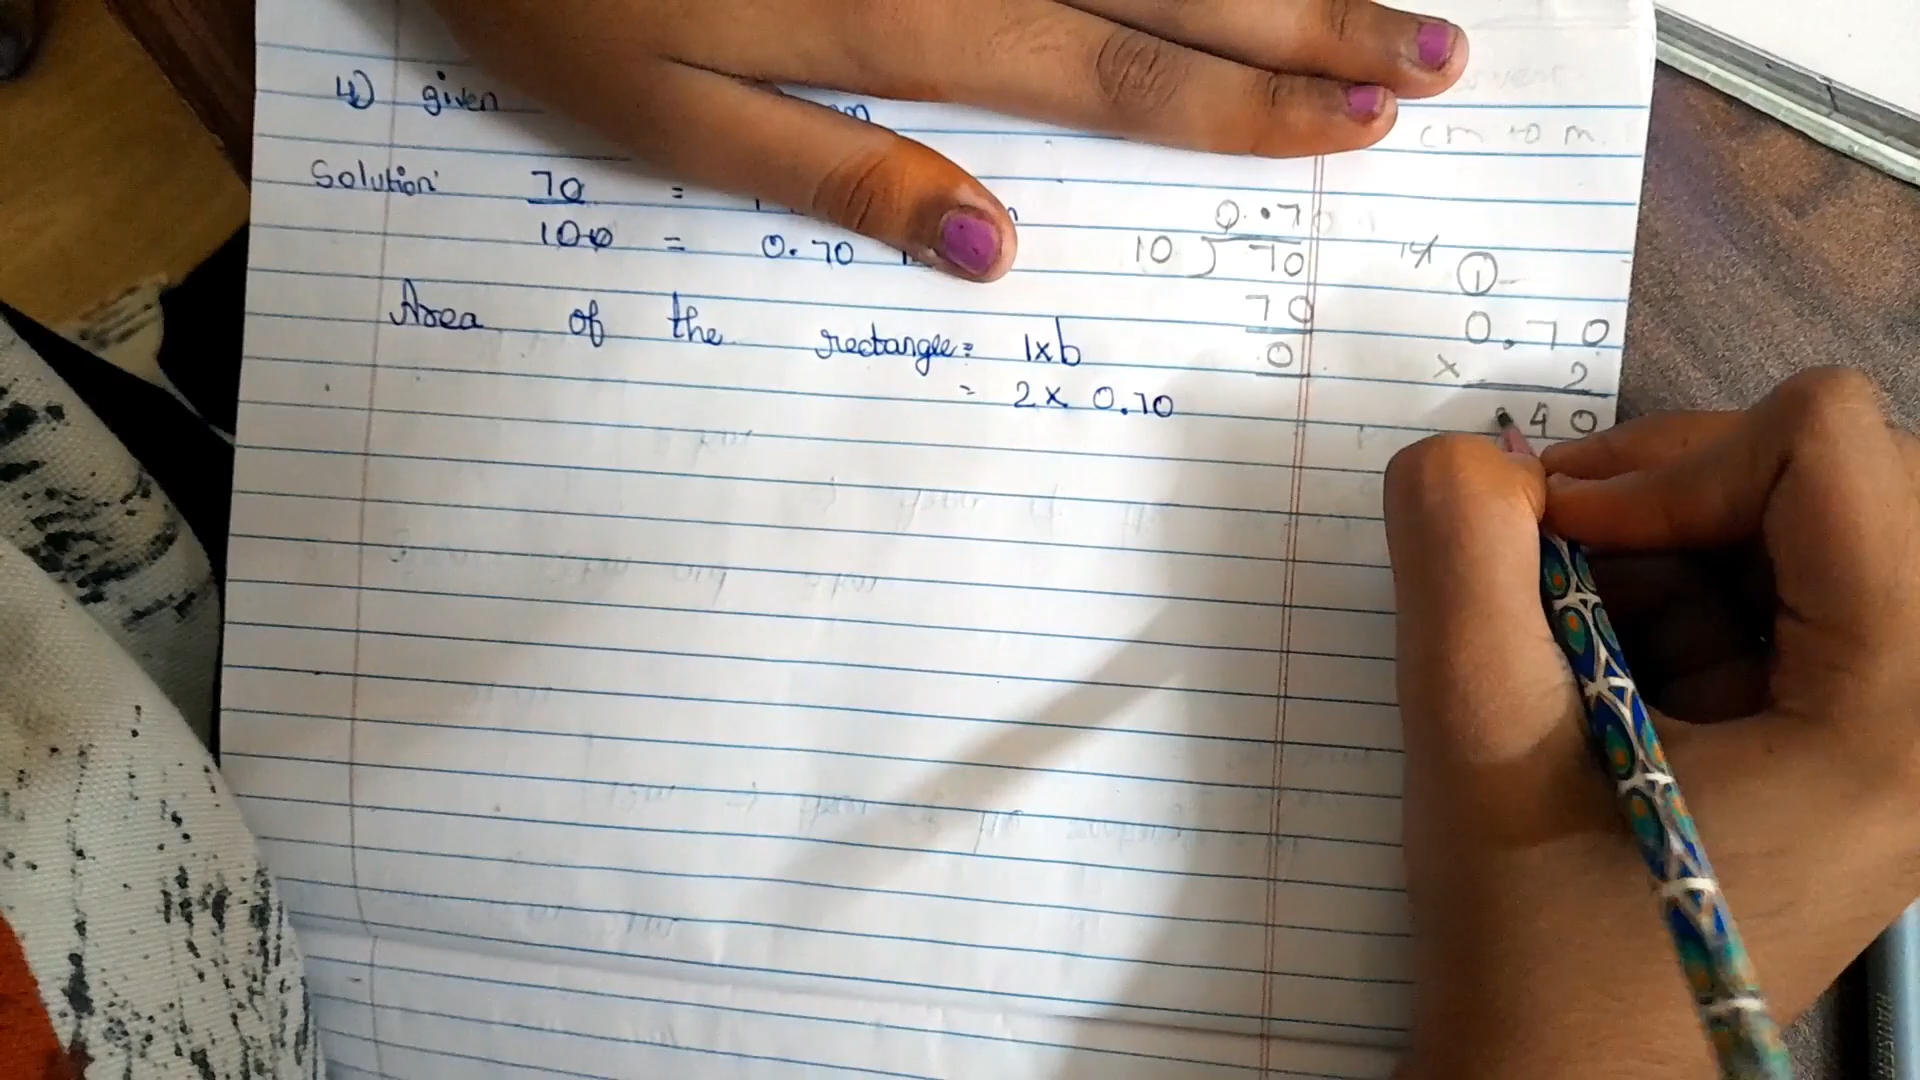 4) given
cm to m.
Solution: 70 =
100 = 0.70
0.70
10 ) 70
70
0
1
0.70
x 2
40
Area of the rectangle = l x b
= 2 x 0.70